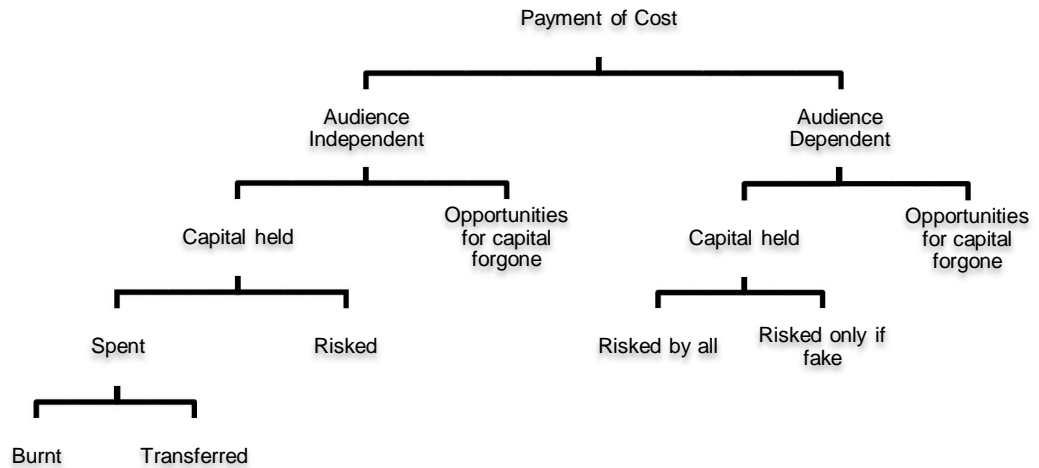 Payment of Cost
Audience
Independent
Audience
Dependent
Capital held
Opportunities
for capital
forgone
Capital held
Opportunities
for capital
forgone
Spent
Risked
Risked by all
Risked only if
fake
Burnt
Transferred